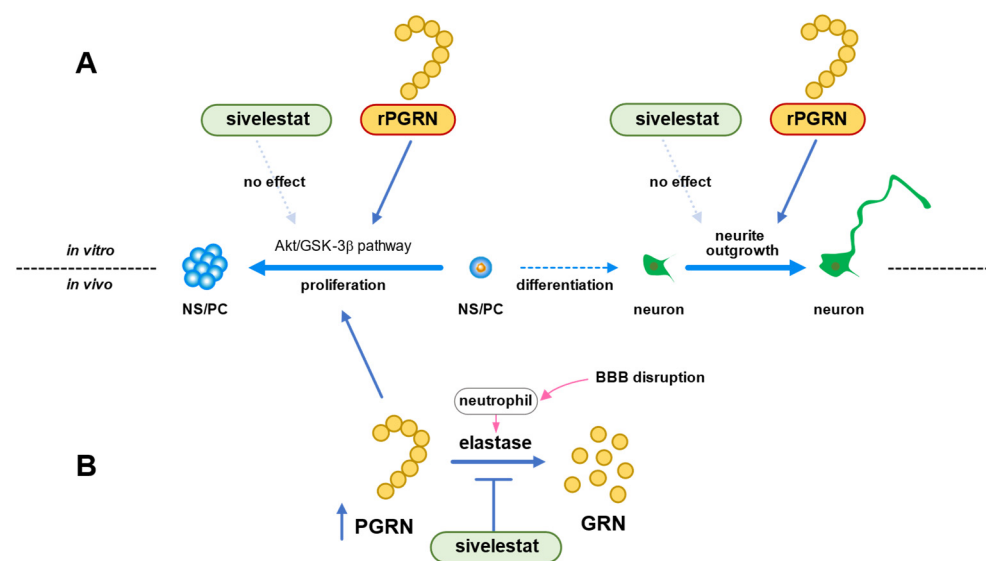 A
sivelestat
rPGRN
sivelestat
rPGRN
no effect
no effect
Akt/GSK-3β pathway
neurite
outgrowth
in vitro
in vivo
proliferation
differentiation
NS/PC
NS/PC
neuron
neuron
BBB disruption
neutrophil
elastase
B
PGRN
GRN
sivelestat